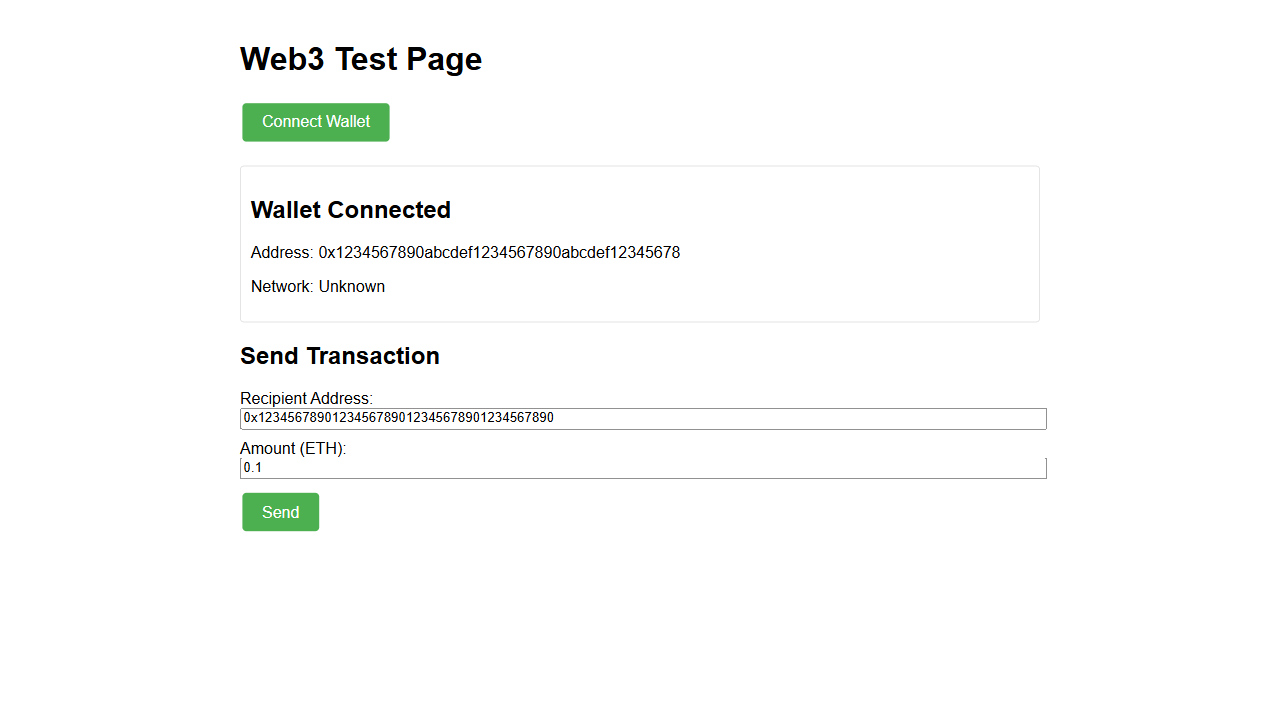 Web3 Test Page
Connect Wallet
Wallet Connected
Address: 0x1234567890abcdef1234567890abcdef12345678
Network: Unknown
Send Transaction
Recipient Address:
0x1234567890123456789012345678901234567890
Amount (ETH):
0.1
Send